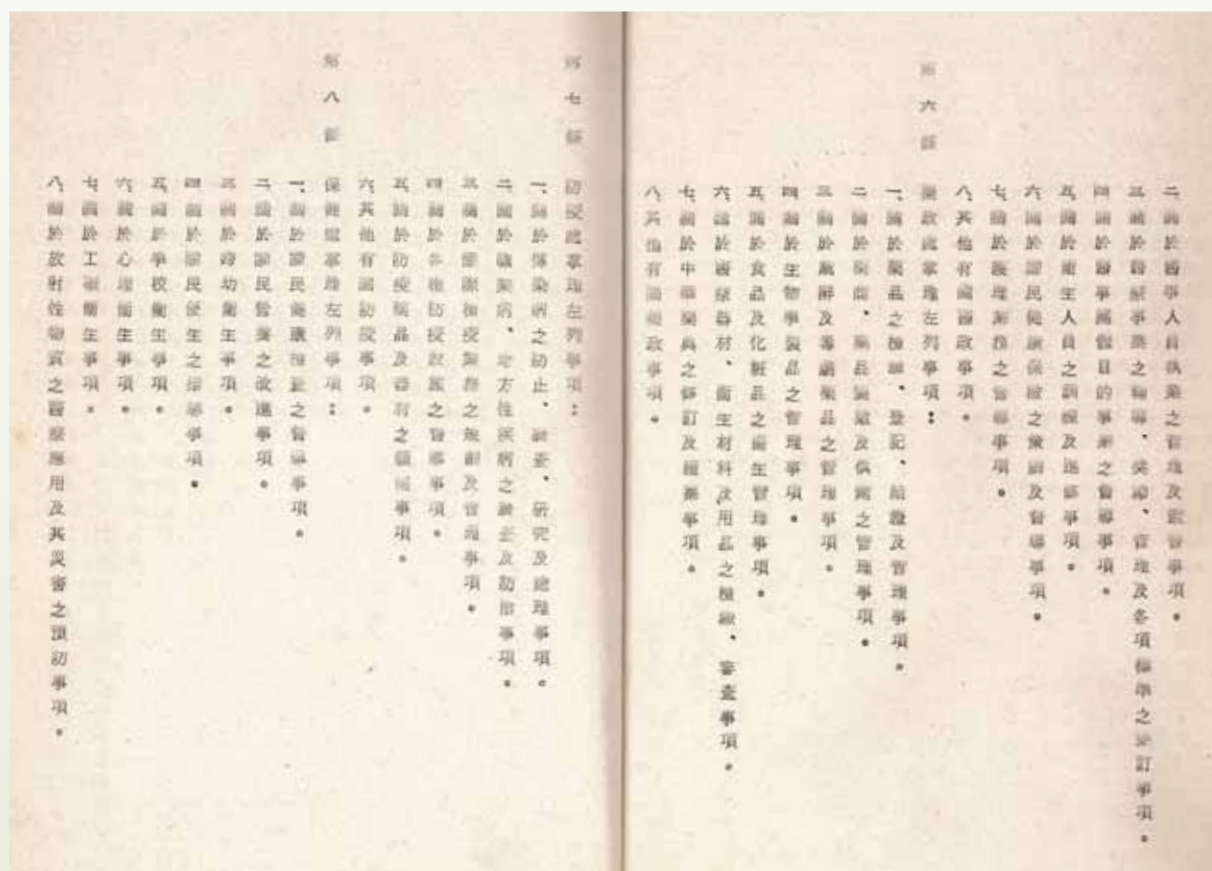 二、關於醫事人員執業之管理及監督事項。
三、關於醫療事業之輔導、獎勵、管理及各項標準之釐訂事項。
四、關於醫事團體目的事業之督導事項。
五、關於衛生人員之訓練及進修事項。
六、關於國民健康保險之策劃及督導事項。
七、關於護理業務之督導事項。
八、其他有關醫政事項。
第六條 藥政處掌理左列事項：
一、關於藥品之檢驗、登記、給證及管理事項。
二、關於藥商、藥品製造及供銷之管理事項。
三、關於麻醉及毒劇藥品之管理事項。
四、關於生物學製品之管理事項。
五、關於食品及化粧品之衛生管理事項。
六、關於醫療器材、衛生材料及用品之檢驗、審查事項。
七、關於中華藥典之修訂及編纂事項。
八、其他有關藥政事項。
第七條 防疫處掌理左列事項：
一、關於傳染病之防止、調查、研究及處理事項。
二、關於職業病、地方性疾病之調查及防治事項。
三、關於國際檢疫業務之規劃及管理事項。
四、關於各種防疫設施之督導事項。
五、關於防疫藥品及器材之儲備事項。
六、其他有關防疫事項。
第八條 保健處掌理左列事項：
一、關於國民健康檢查之督導事項。
二、關於國民營養之改進事項。
三、關於婦幼衛生事項。
四、關於國民優生之指導事項。
五、關於學校衛生事項。
六、關於心理衛生事項。
七、關於工礦衛生事項。
八、關於放射性物質之醫療應用及其災害之預防事項。